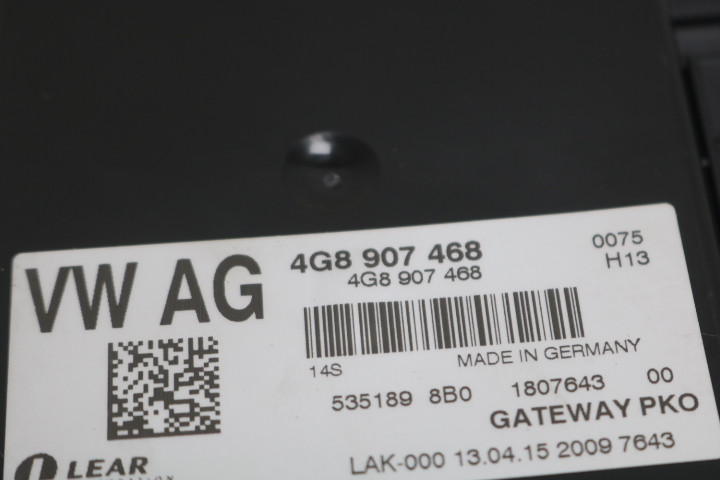 VW AG
4G8 907 468
4G8 907 468
0075
H13
14S
MADE IN GERMANY
535189 8B0
1807643
00
GATEWAY PKO
LEAR
LAK-000 13.04.15 2009 7643